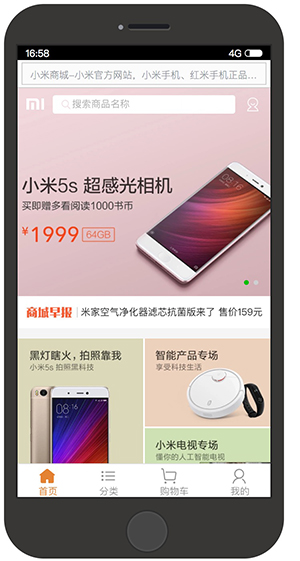 16:58 4G
小米商城-小米官方网站，小米手机、红米手机正品…
mi 搜索商品名称
小米5s 超感光相机
买即赠多看阅读1000书币
¥1999 64GB
商城早报 米家空气净化器滤芯抗菌版来了 售价159元
黑灯瞎火，拍照靠我
小米5s 拍照黑科技
智能产品专场
享受科技生活
小米电视专场
懂你的人工智能电视
首页 分类 购物车 我的